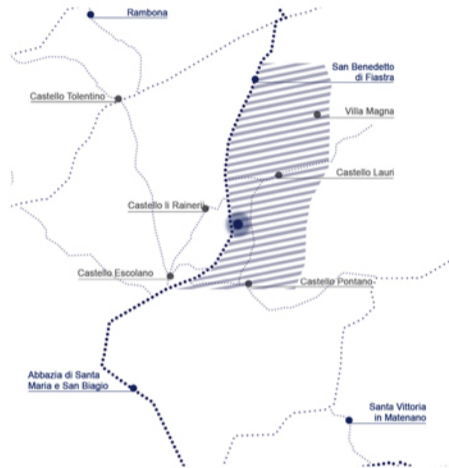 Rambona
San Benedetto
di Fiastra
Castello Tolentino
Villa Magna
Castello Lauri
Castello li Rainerii
Castello Escolano
Castello Pontano
Abbazia di Santa
Maria e San Biagio
Santa Vittoria
in Matenano